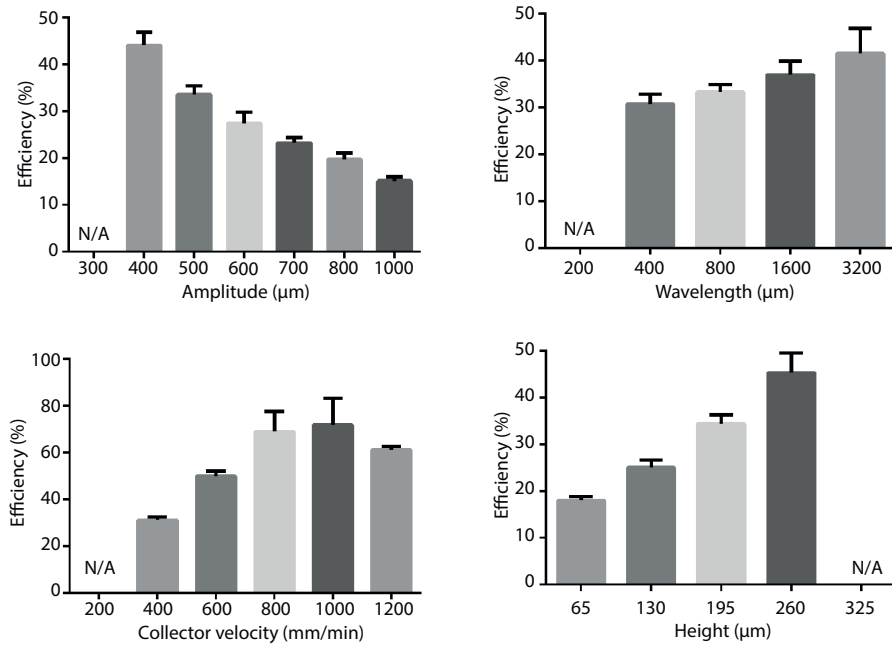 Efficiency (%)
50
40
30
20
10
0
N/A
300 400 500 600 700 800 1000
Amplitude (µm)
Efficiency (%)
50
40
30
20
10
0
N/A
200 400 800 1600 3200
Wavelength (µm)
Efficiency (%)
100
80
60
40
20
0
N/A
200 400 600 800 1000 1200
Collector velocity (mm/min)
Efficiency (%)
50
40
30
20
10
0
N/A
65 130 195 260 325
Height (µm)